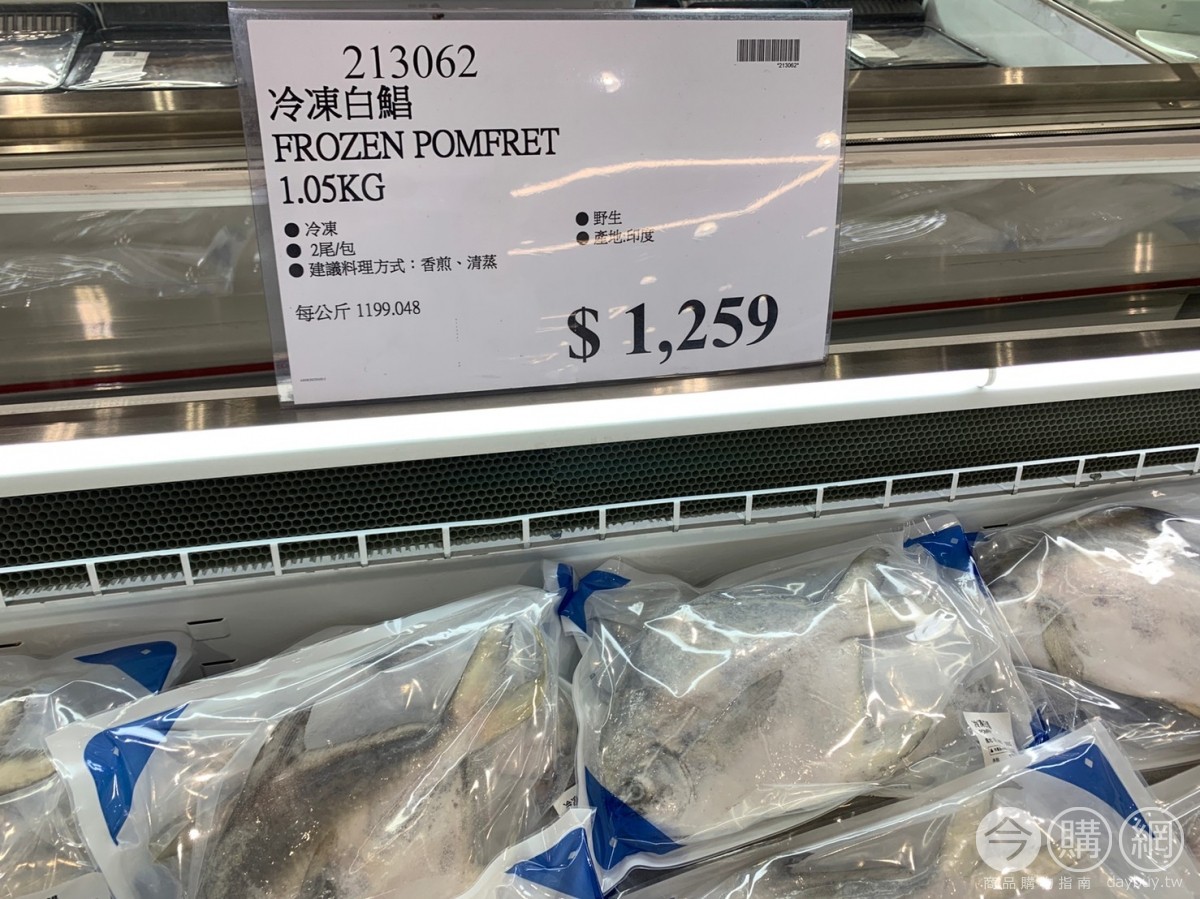 213062
*213062*
冷凍白鯧
FROZEN POMFRET
1.05KG
● 冷凍
● 2尾/包
● 建議料理方式：香煎、清蒸
● 野生
● 產地:印度
每公斤 1199.048
$ 1,259
今購網
商品購物指南 daybuy.tw